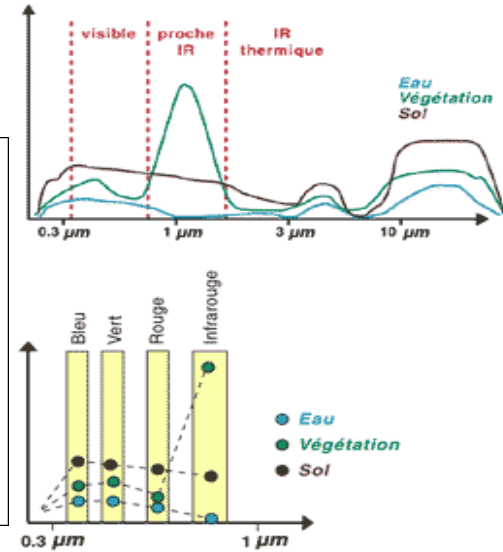 visible
proche IR
IR thermique
Eau
Végétation
Sol
0.3 µm
1 µm
3 µm
10 µm
Bleu
Vert
Rouge
Infrarouge
Eau
Végétation
Sol
0.3 µm
1 µm